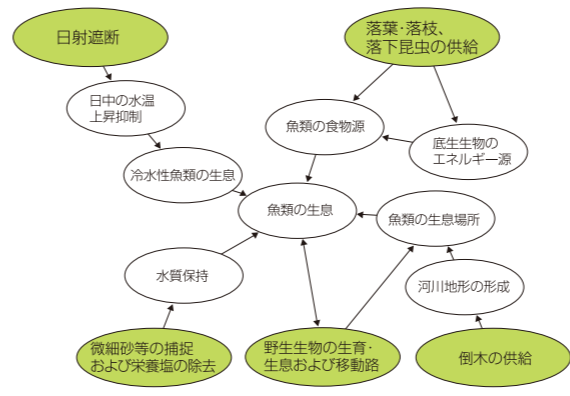 日射遮断
落葉・落枝、
落下昆虫の供給
日中の水温
上昇抑制
魚類の食物源
底生生物の
エネルギー源
冷水性魚類の生息
魚類の生息
魚類の生息場所
水質保持
河川地形の形成
微細砂等の捕捉
および栄養塩の除去
野生生物の生育・
生息および移動路
倒木の供給